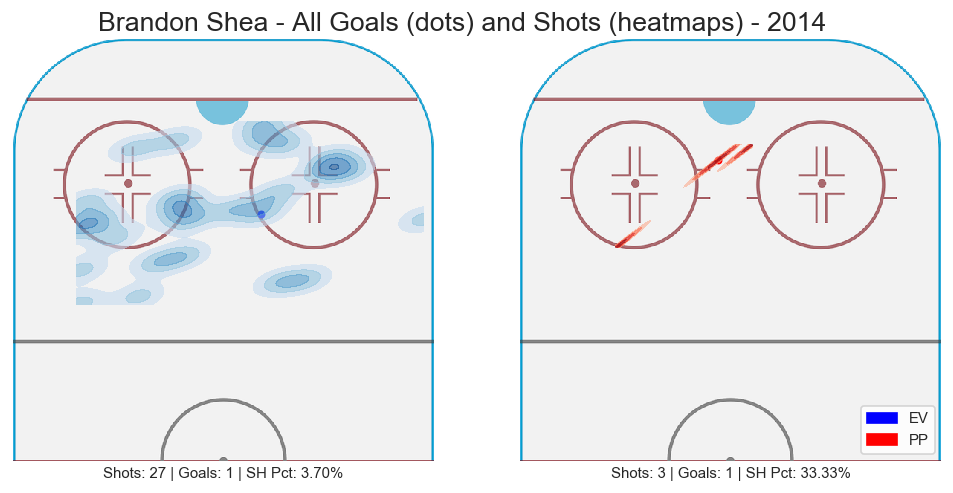 Brandon Shea - All Goals (dots) and Shots (heatmaps) - 2014
EV
PP
Shots: 27 | Goals: 1 | SH Pct: 3.70%
Shots: 3 | Goals: 1 | SH Pct: 33.33%